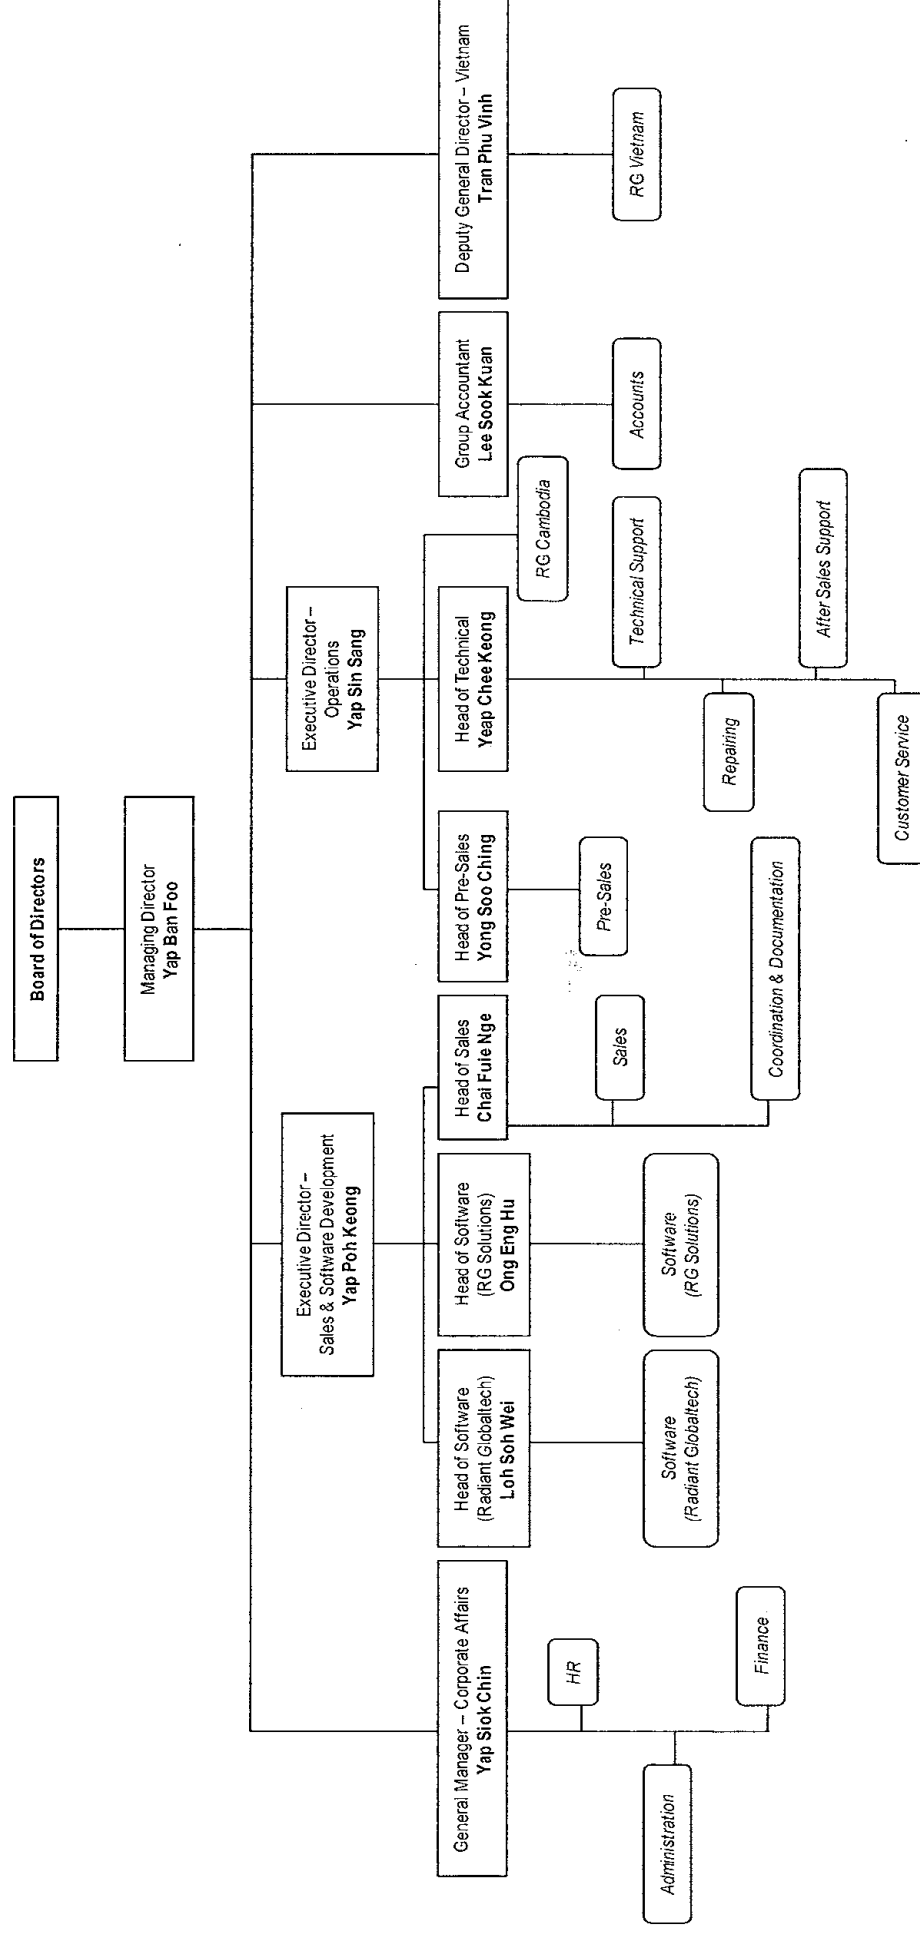 Board of Directors
Managing Director
Yap Ban Foo
Executive Director –
Sales & Software Development
Yap Poh Keong
Executive Director –
Operations
Yap Sin Sang
General Manager – Corporate Affairs
Yap Siok Chin
Head of Software
(Radiant Globaltech)
Loh Soh Wei
Head of Software
(RG Solutions)
Ong Eng Hu
Head of Sales
Chai Fuie Nge
Head of Pre-Sales
Yong Soo Ching
Head of Technical
Yeap Chee Keong
Group Accountant
Lee Sook Kuan
Deputy General Director – Vietnam
Tran Phu Vinh
RG Cambodia
HR
Administration
Finance
Software
(Radiant Globaltech)
Software
(RG Solutions)
Sales
Coordination & Documentation
Pre-Sales
Technical Support
Repairing
After Sales Support
Customer Service
Accounts
RG Vietnam